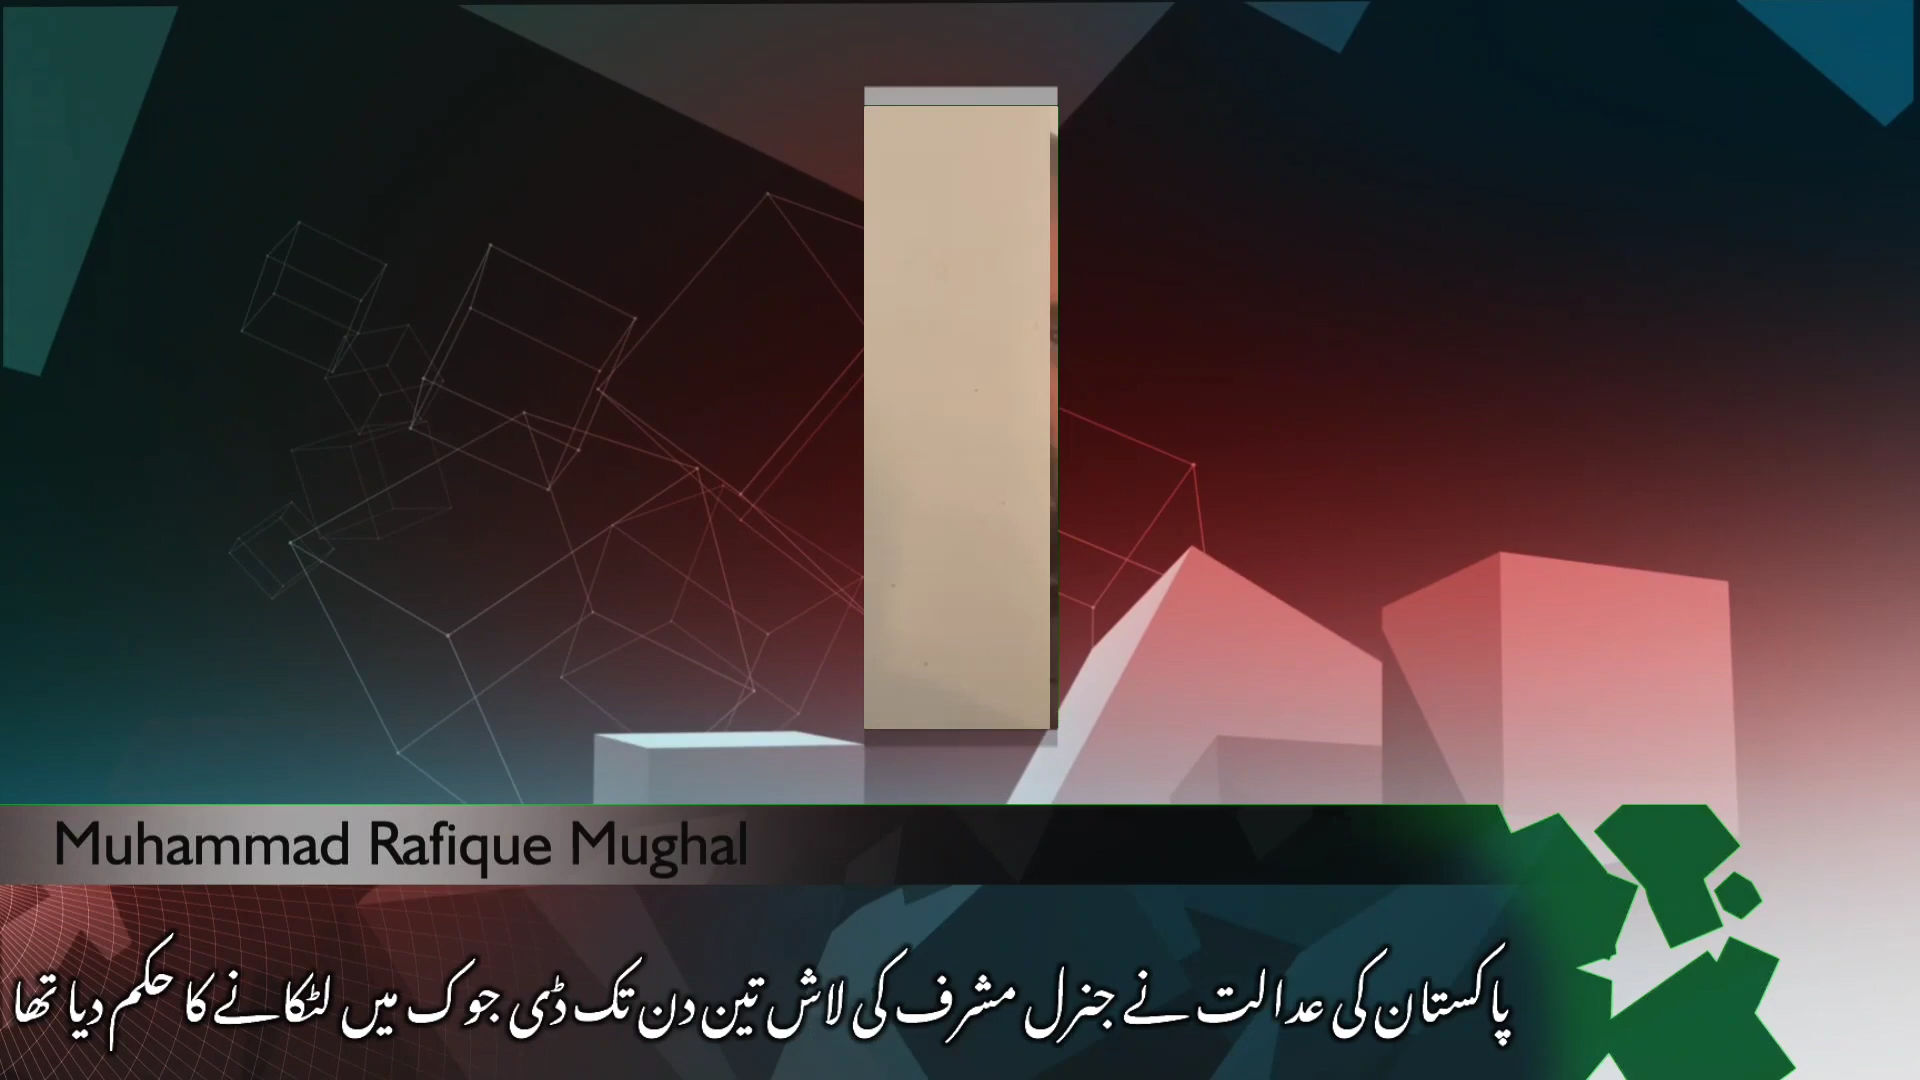 Muhammad Rafique Mughal
پاکستان کی عدالت نے جنرل مشرف کی لاش تین دن تک ڈی جوک میں لٹکانے کا حکم دیا تھا